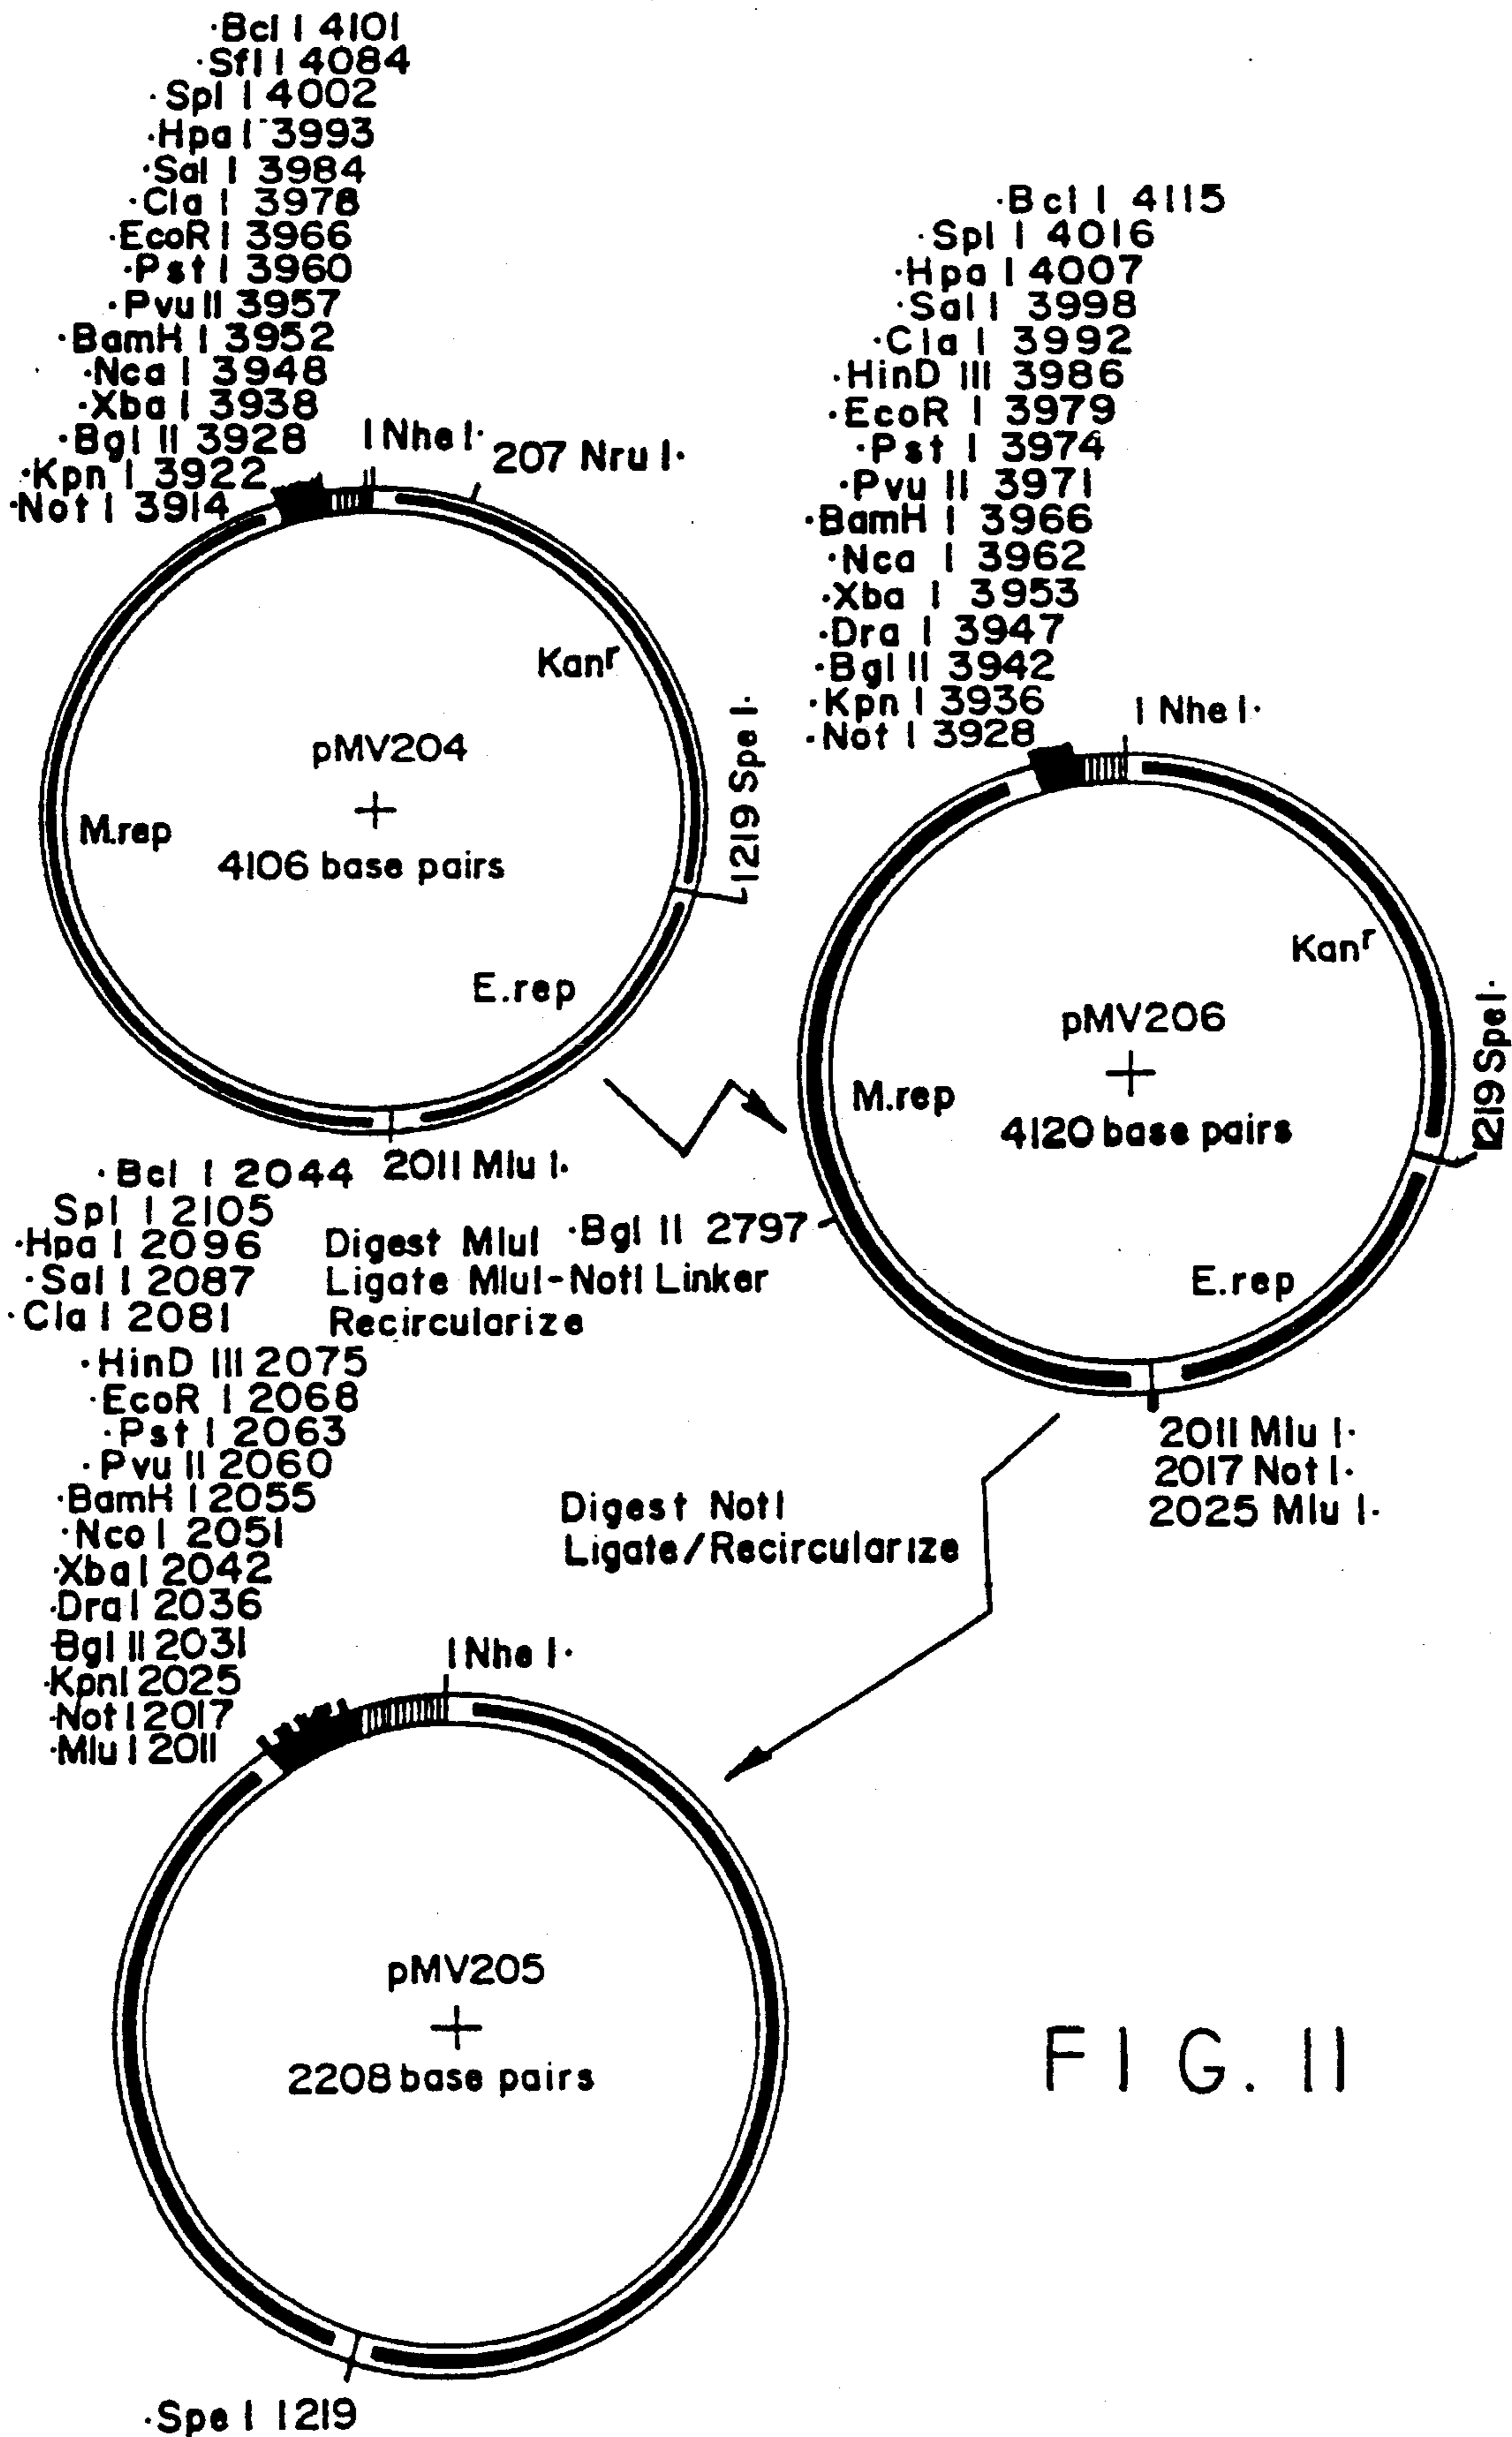 ·Bcl I 4101
·SfI I 4084
·Spl I 4002
·Hpa I 3993
·Sal I 3984
·Cla I 3978
·EcoR I 3966
·Pst I 3960
·Pvu II 3957
·BamH I 3952
·Nca I 3948
·Xba I 3938
·Bgl II 3928
·Kpn I 3922
·Not I 3914
I Nhe I·
207 Nru I·
Kanʳ
pMV204
4106 base pairs
M.rep
E.rep
1219 Spe I·
2011 Mlu I·
·Bcl I 4115
·Spl I 4016
·Hpa I 4007
·Sal I 3998
·Cla I 3992
·HinD III 3986
·EcoR I 3979
·Pst I 3974
·Pvu II 3971
·BamH I 3966
·Nca I 3962
·Xba I 3953
·Dra I 3947
·Bgl II 3942
·Kpn I 3936
·Not I 3928
I Nhe I·
Kanʳ
pMV206
4120 base pairs
M.rep
E.rep
1219 Spe I·
·Bgl II 2797
2011 Mlu I·
2017 Not I·
2025 Mlu I·
Digest MluI
Ligate MluI-NotI Linker
Recircularize
Digest NotI
Ligate/Recircularize
·Bcl I 2044
Spl I 2105
·Hpa I 2096
·Sal I 2087
·Cla I 2081
·HinD III 2075
·EcoR I 2068
·Pst I 2063
·Pvu II 2060
·BamH I 2055
·Nco I 2051
·Xba I 2042
·Dra I 2036
Bgl II 2031
·KpnI 2025
·Not I 2017
·Mlu I 2011
I Nhe I·
pMV205
2208 base pairs
·Spe I 1219
FIG. 11